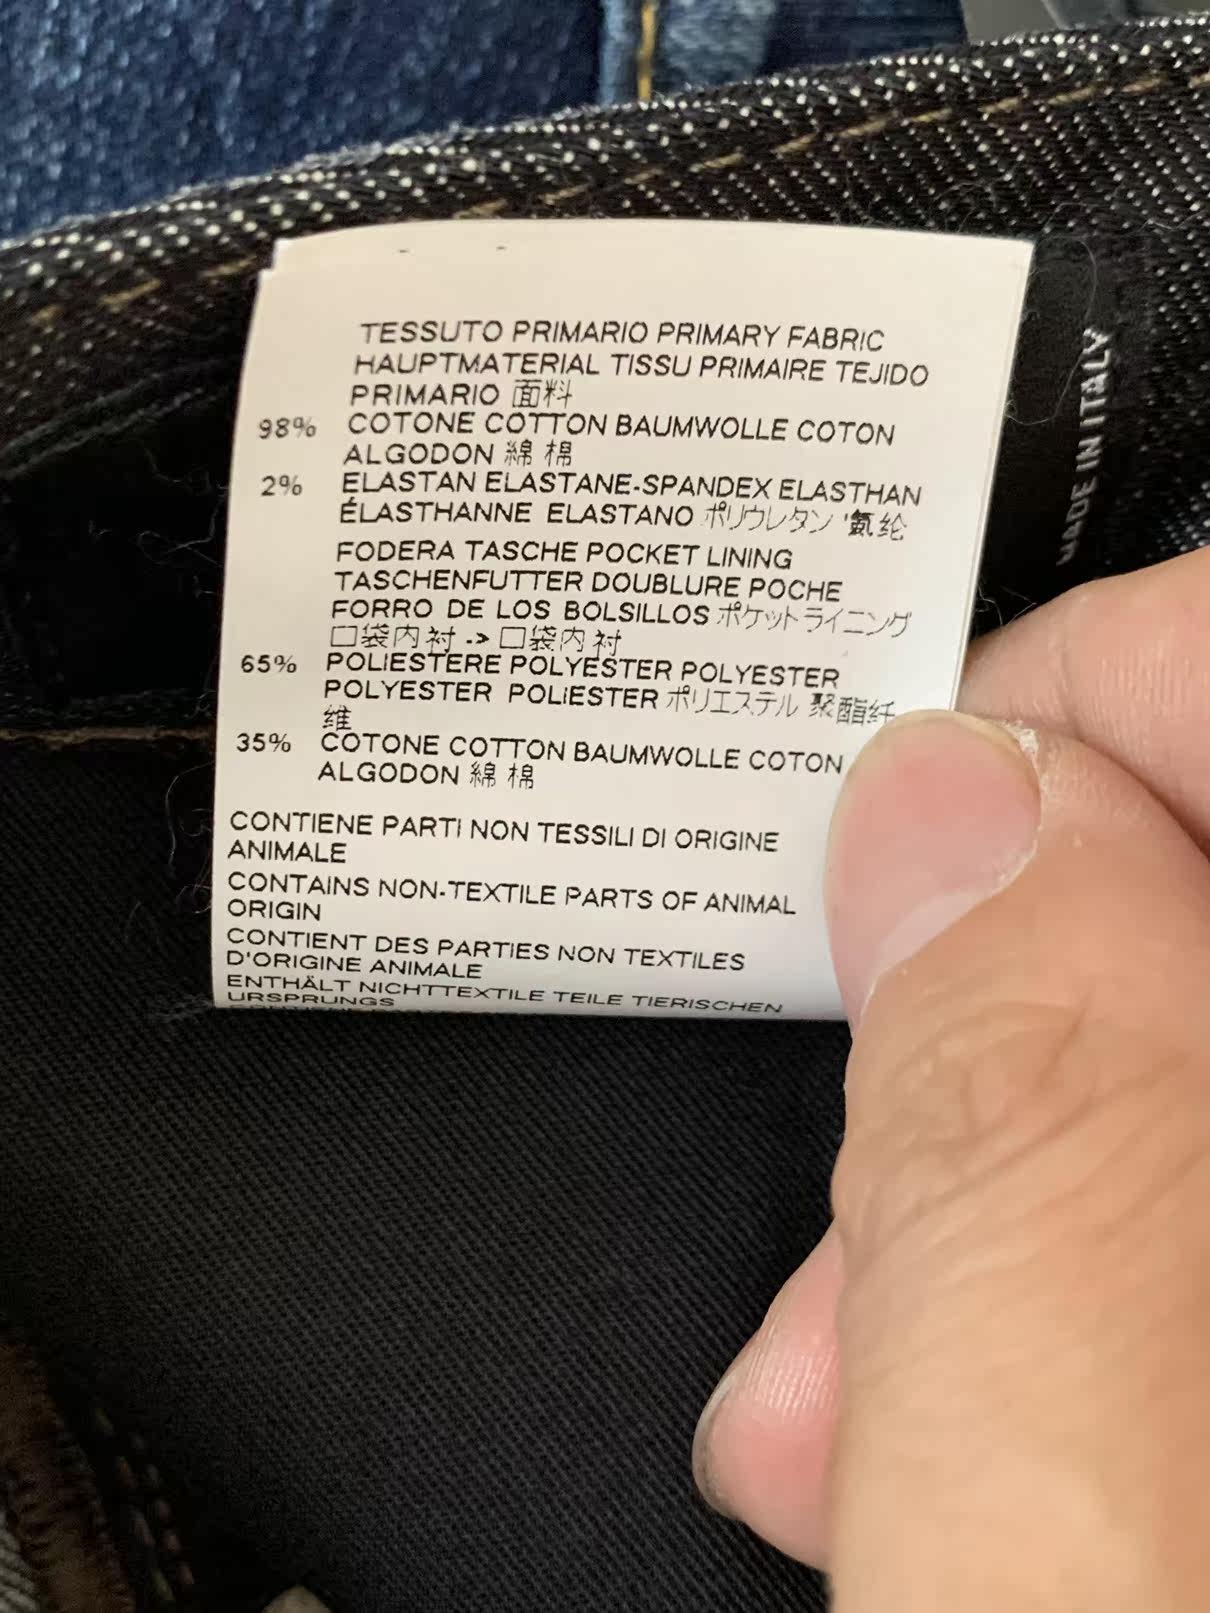 TESSUTO PRIMARIO PRIMARY FABRIC
HAUPTMATERIAL TISSU PRIMAIRE TEJIDO
PRIMARIO 面料
98% COTONE COTTON BAUMWOLLE COTON
ALGODON 綿 棉
2% ELASTAN ELASTANE-SPANDEX ELASTHAN
ÉLASTHANNE ELASTANO ポリウレタン '氨纶
FODERA TASCHE POCKET LINING
TASCHENFUTTER DOUBLURE POCHE
FORRO DE LOS BOLSILLOS ポケットライニング
口袋内衬 -> 口袋内衬
65% POLIESTERE POLYESTER POLYESTER
POLYESTER POLIESTER ポリエステル 聚酯纤
维
35% COTONE COTTON BAUMWOLLE COTON
ALGODON 綿 棉
CONTIENE PARTI NON TESSILI DI ORIGINE
ANIMALE
CONTAINS NON-TEXTILE PARTS OF ANIMAL
ORIGIN
CONTIENT DES PARTIES NON TEXTILES
D'ORIGINE ANIMALE
ENTHÄLT NICHTTEXTILE TEILE TIERISCHEN
URSPRUNGS
MADE IN ITALY